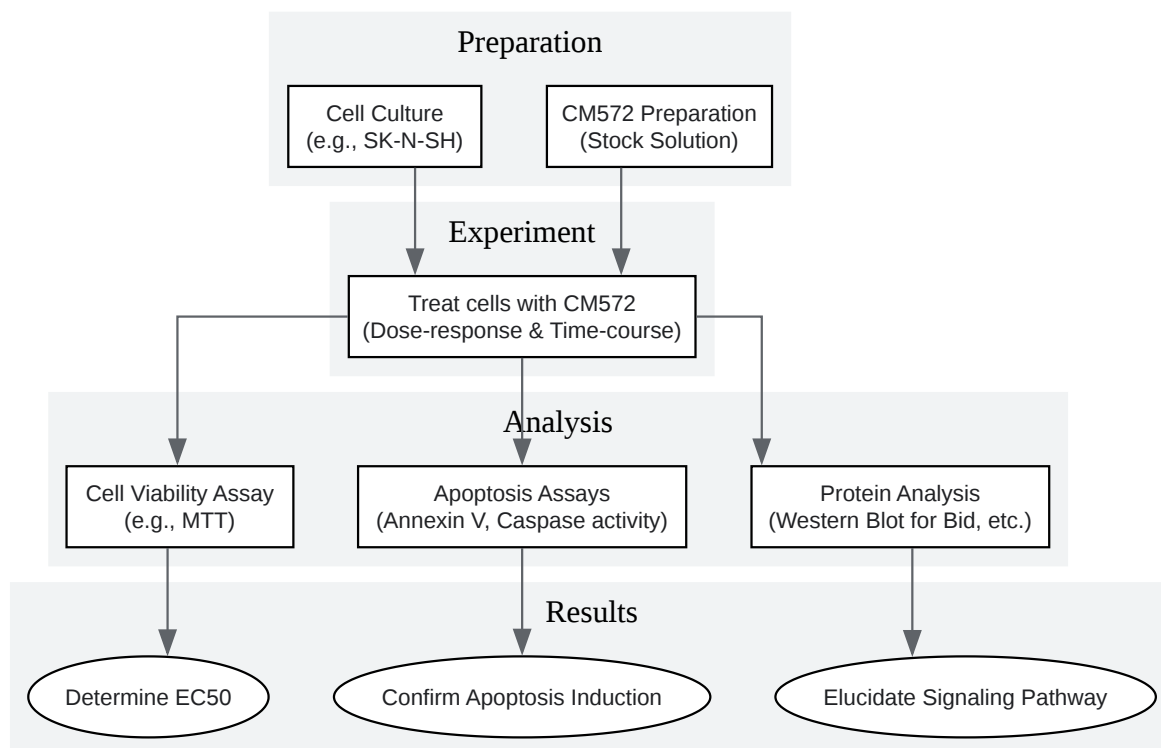 Preparation
Cell Culture
(e.g., SK-N-SH)
CM572 Preparation
(Stock Solution)
Experiment
Treat cells with CM572
(Dose-response & Time-course)
Analysis
Cell Viability Assay
(e.g., MTT)
Apoptosis Assays
(Annexin V, Caspase activity)
Protein Analysis
(Western Blot for Bid, etc.)
Results
Determine EC50
Confirm Apoptosis Induction
Elucidate Signaling Pathway